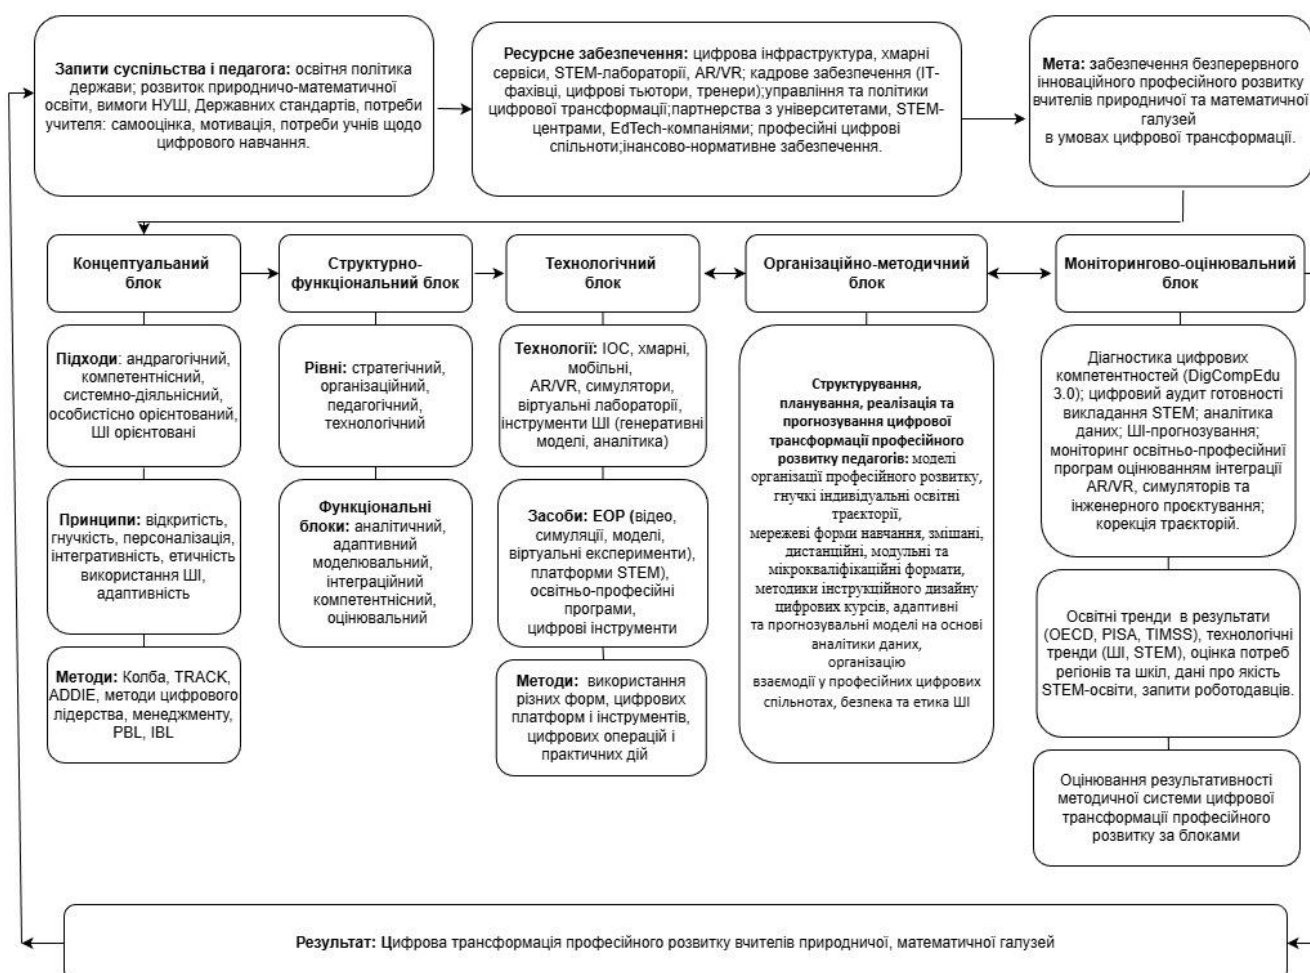 Запити суспільства і педагога: освітня політика
держави; розвиток природничо-математичної
освіти, вимоги НУШ, Державних стандартів, потреби
учителя: самооцінка, мотивація, потреби учнів щодо
цифрового навчання.
Ресурсне забезпечення: цифрова інфраструктура, хмарні
сервіси, STEM-лабораторії, AR/VR; кадрове забезпечення (ІТ-
фахівці, цифрові тьютори, тренери);управління та політики
цифрової трансформації;партнерства з університетами, STEM-
центрами, EdTech-компаніями; професійні цифрові
спільноти;інансово-нормативне забезпечення.
Мета: забезпечення безперервного
інноваційного професійного розвитку
вчителів природничої та математичної
галузей
в умовах цифрової трансформації.
Концептуальаний
блок
Структурно-
функціональний блок
Технологічний
блок
Організаційно-методичний
блок
Моніторингово-оцінювальний
блок
Підходи: андрагогічний,
компетентнісний,
системно-діяльнісний,
особистісно орієнтований,
ШІ орієнтовані
Принципи: відкритість,
гнучкість, персоналізація,
інтегративність, етичність
використання ШІ,
адаптивність
Методи: Колба, TRACK,
ADDIE, методи цифрового
лідерства, менеджменту,
PBL, IBL
Рівні: стратегічний,
організаційний,
педагогічний,
технологічний
Функціональні
блоки: аналітичний,
адаптивний
моделювальний,
інтеграційний
компетентнісний,
оцінювальний
Технології: ІОС, хмарні,
мобільні,
AR/VR, симулятори,
віртуальні лабораторії,
інструменти ШІ (генеративні
моделі, аналітика)
Засоби: ЕОР (відео,
симуляції, моделі,
віртуальні експерименти),
платформи STEM),
освітньо-професійні
програми,
цифрові інструменти
Методи: використання
різних форм, цифрових
платформ і інструментів,
цифрових операцій і
практичних дій
Структурування,
планування, реалізація та
прогнозування цифрової
трансформації професійного
розвитку педагогів: моделі
організації професійного розвитку,
гнучкі індивідуальні освітні
траєкторії,
мережеві форми навчання, змішані,
дистанційні, модульні та
мікрокваліфікаційні формати,
методики інструкційного дизайну
цифрових курсів, адаптивні
та прогнозувальні моделі на основі
аналітики даних,
організацію
взаємодії у професійних цифрових
спільнотах, безпека та етика ШІ
Діагностика цифрових
компетентностей (DigCompEdu
3.0); цифровий аудит готовності
викладання STEM; аналітика
даних; ШІ-прогнозування;
моніторинг освітньо-професійниї
програм оцінюванням інтеграції
AR/VR, симуляторів та
інженерного проєктування;
корекція траєкторій.
Освітні тренди в результати
(OECD, PISA, TIMSS), технологічні
тренди (ШІ, STEM), оцінка потреб
регіонів та шкіл, дані про якість
STEM-освіти, запити роботодавців.
Оцінювання результативності
методичної системи цифрової
трансформації професійного
розвитку за блоками
Результат: Цифрова трансформація професійного розвитку вчителів природничої, математичної галузей